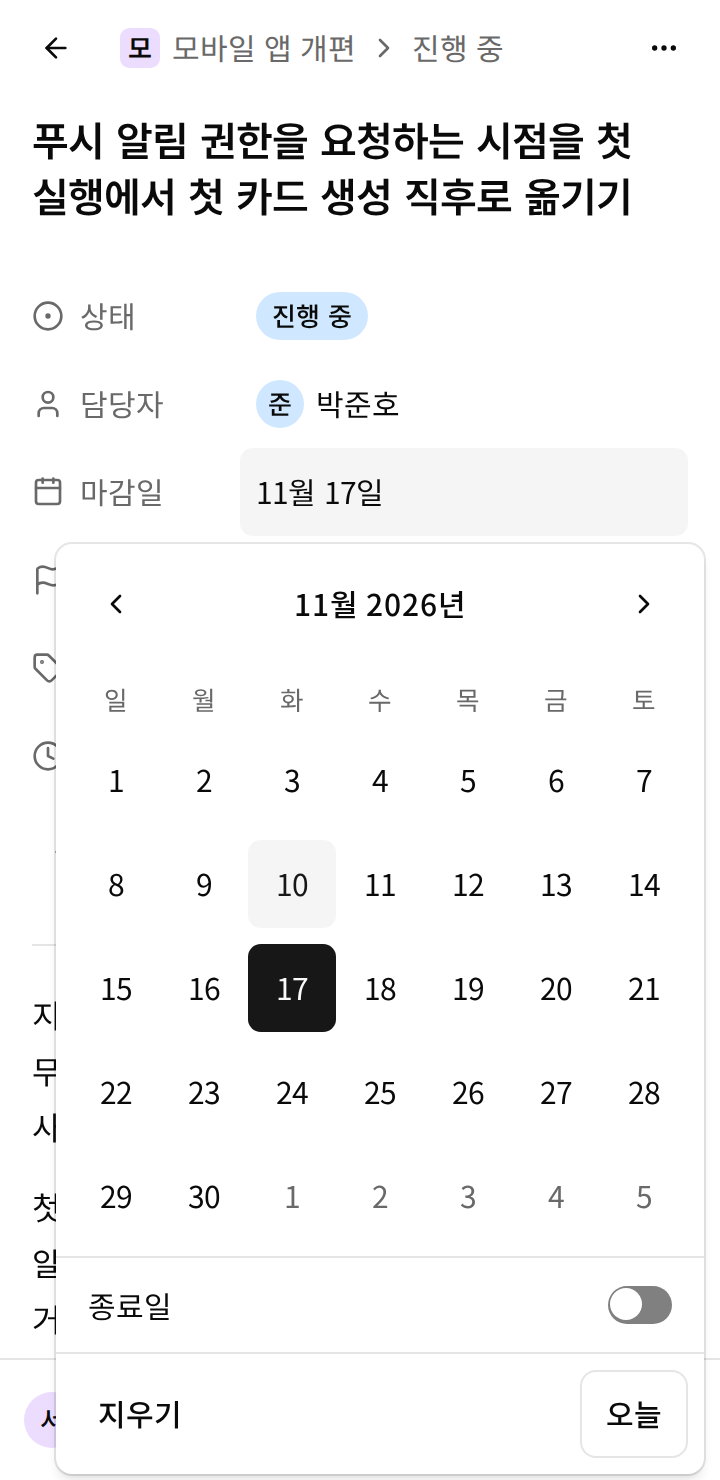 모 모바일 앱 개편 > 진행 중
푸시 알림 권한을 요청하는 시점을 첫
실행에서 첫 카드 생성 직후로 옮기기
상태 진행 중
담당자 준 박준호
마감일 11월 17일
11월 2026년
일 월 화 수 목 금 토
1 2 3 4 5 6 7
8 9 10 11 12 13 14
15 16 17 18 19 20 21
22 23 24 25 26 27 28
29 30 1 2 3 4 5
첫
일
종료일
지우기 오늘